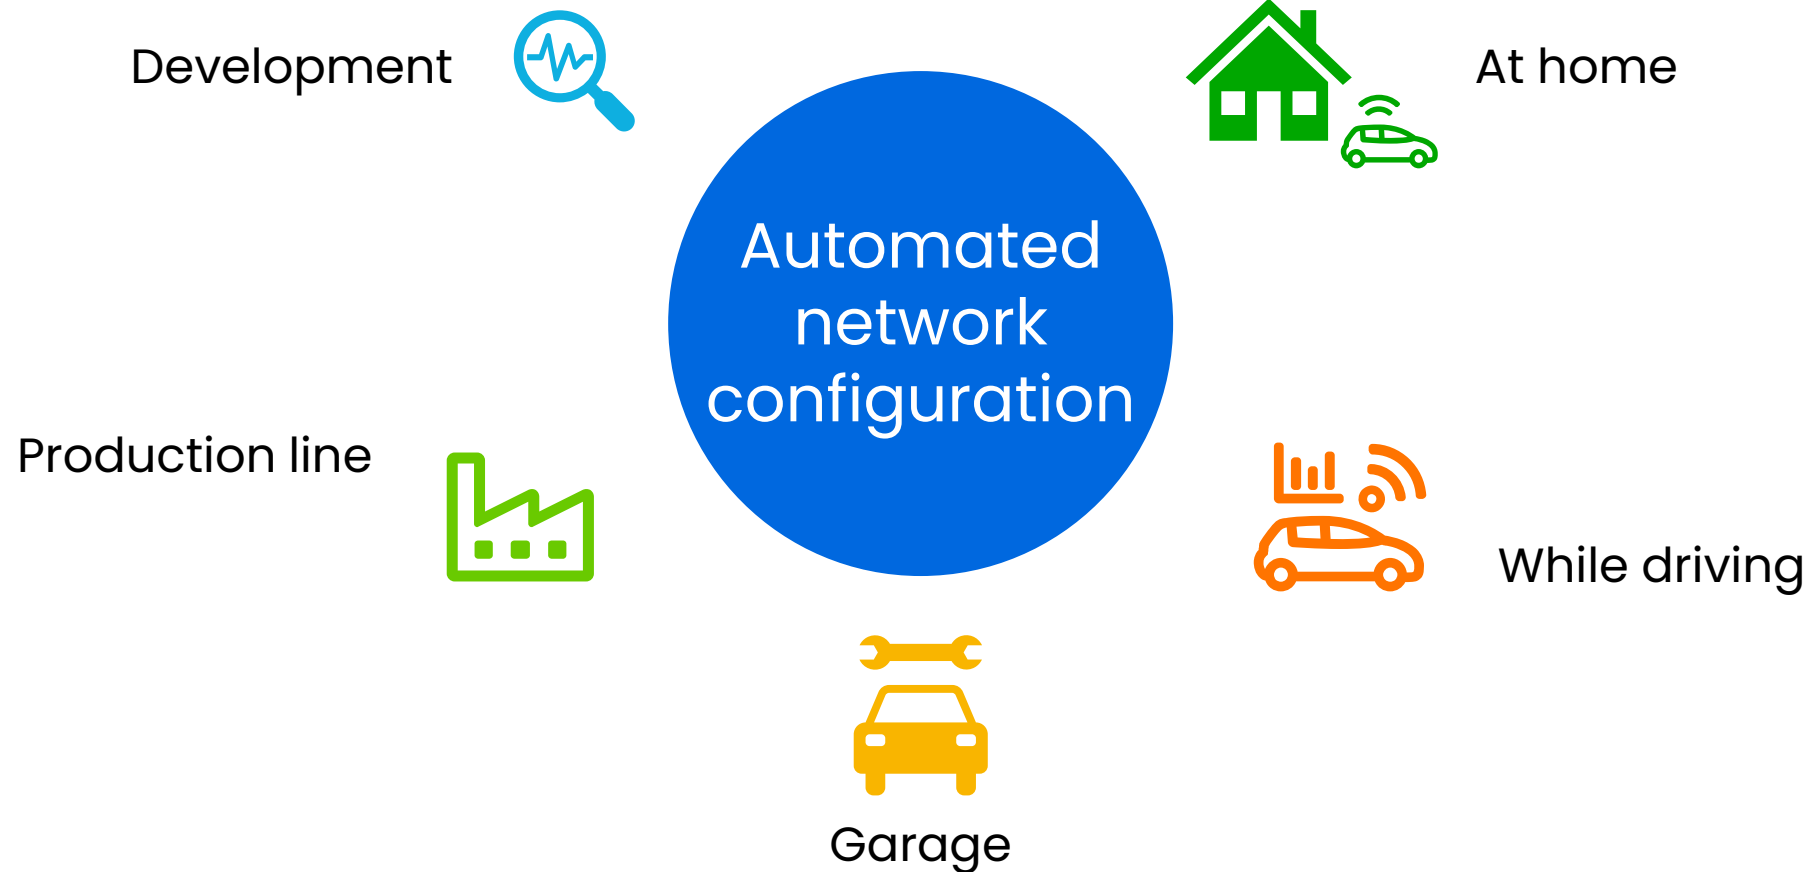 Development
At home
Automated
network
configuration
Production line
While driving
Garage